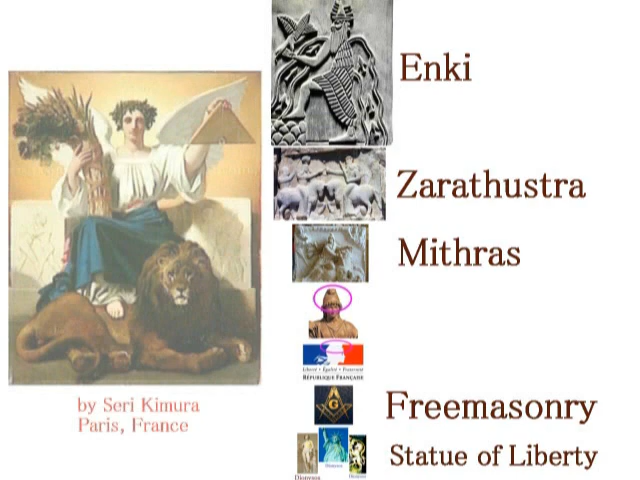 Enki
Zarathustra
Mithras
Liberté • Égalité • Fraternité
RÉPUBLIQUE FRANÇAISE
G
Freemasonry
Statue of Liberty
by Seri Kimura
Paris, France